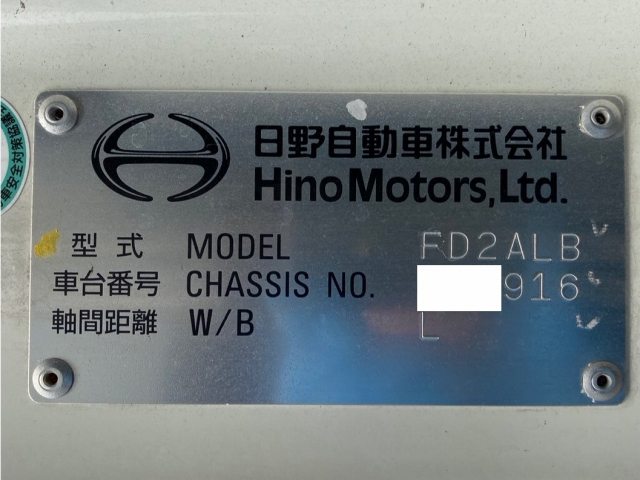 日野自動車株式会社
Hino Motors, Ltd.
型式 MODEL FD2ALB
車台番号 CHASSIS NO. 916
軸間距離 W/B L